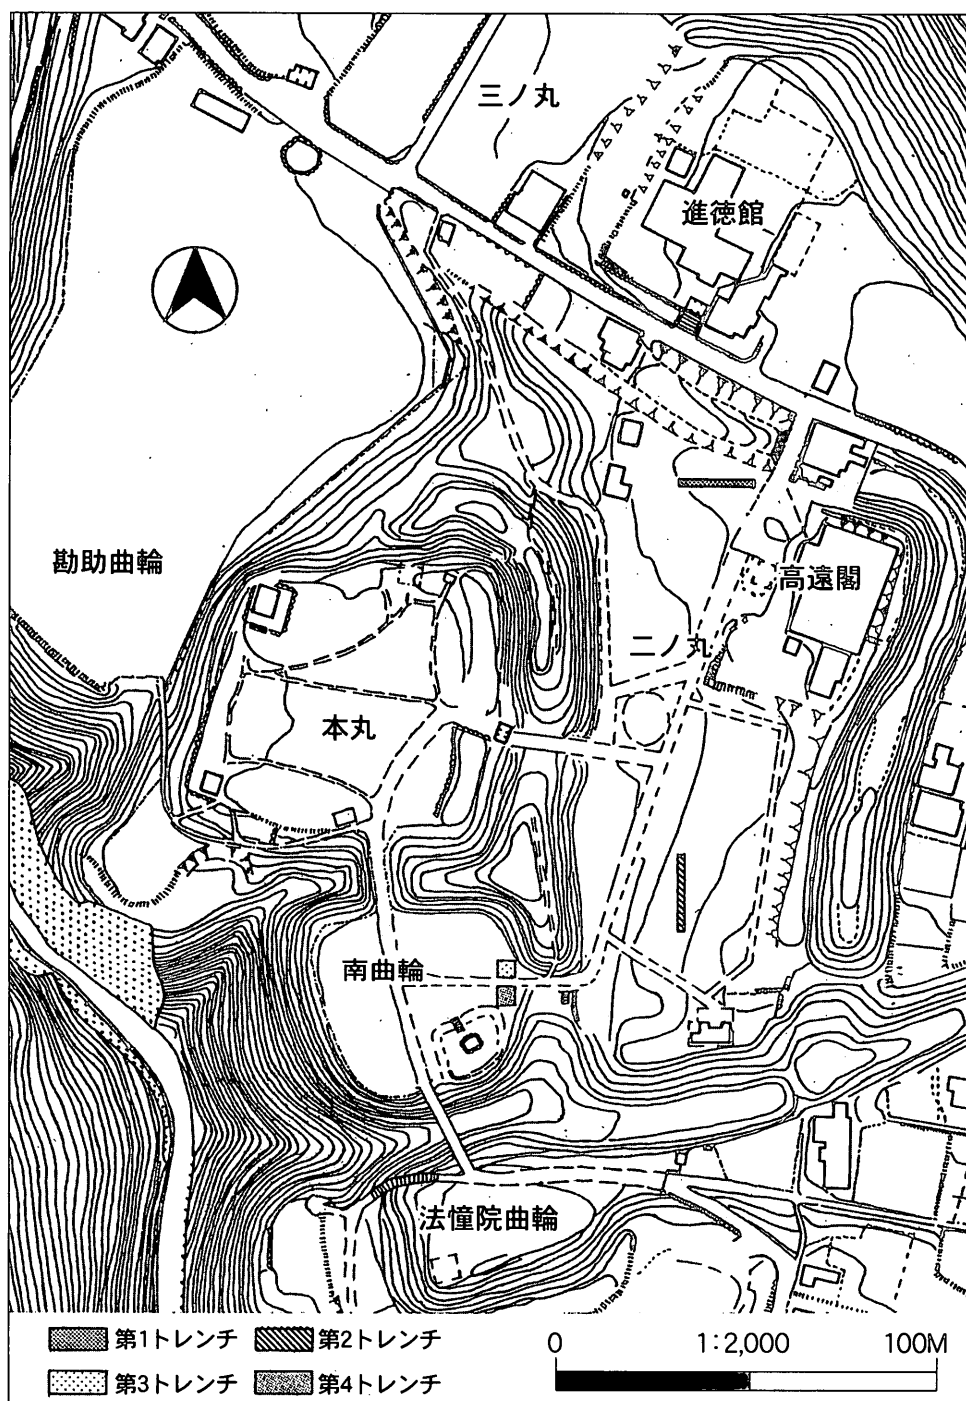 三ノ丸
進徳館
勘助曲輪
高遠閣
二ノ丸
本丸
南曲輪
法憧院曲輪
第1トレンチ
第2トレンチ
第3トレンチ
第4トレンチ
0
1:2,000
100M